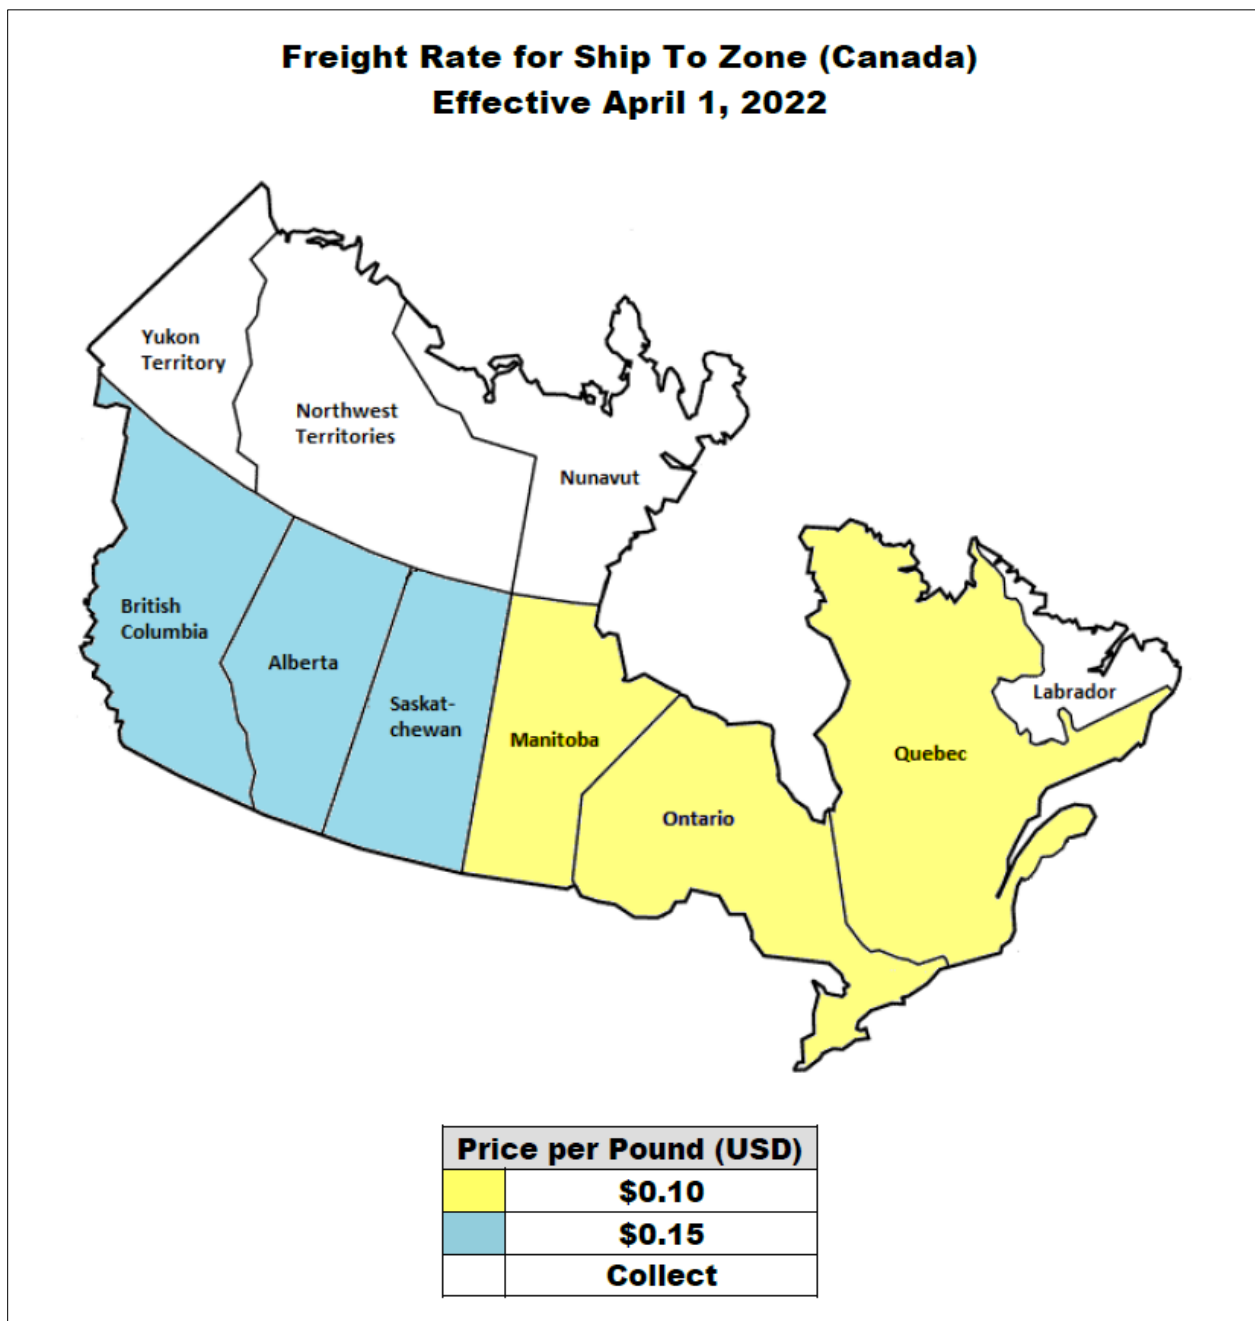 Freight Rate for Ship To Zone (Canada)
Effective April 1, 2022
Yukon
Territory
Northwest
Territories
Nunavut
British
Columbia
Alberta
Saskat-
chewan
Manitoba
Ontario
Quebec
Labrador
Price per Pound (USD)
$0.10
$0.15
Collect